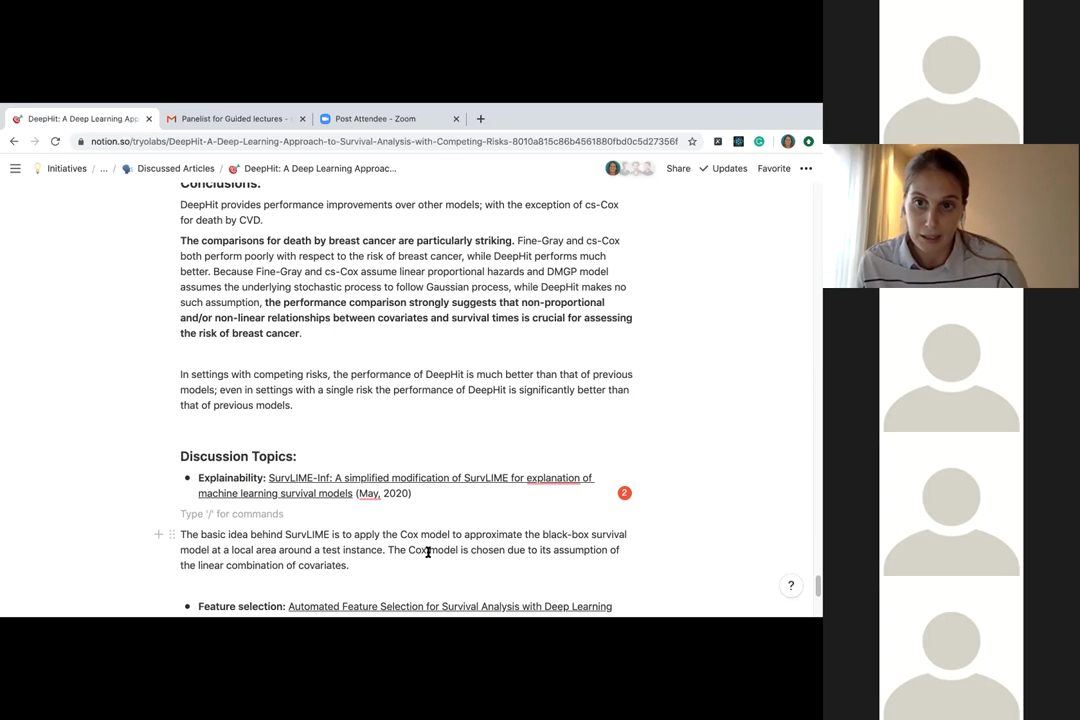 DeepHit: A Deep Learning App
Panelist for Guided lectures -
Post Attendee - Zoom
notion.so/tryolabs/DeepHit-A-Deep-Learning-Approach-to-Survival-Analysis-with-Competing-Risks-8010a815c86b4561880fbd0c5d27356f
Initiatives / ... / Discussed Articles / DeepHit: A Deep Learning Approac...
Share Updates Favorite
Conclusions:
DeepHit provides performance improvements over other models; with the exception of cs-Cox
for death by CVD.
The comparisons for death by breast cancer are particularly striking. Fine-Gray and cs-Cox
both perform poorly with respect to the risk of breast cancer, while DeepHit performs much
better. Because Fine-Gray and cs-Cox assume linear proportional hazards and DMGP model
assumes the underlying stochastic process to follow Gaussian process, while DeepHit makes no
such assumption, the performance comparison strongly suggests that non-proportional
and/or non-linear relationships between covariates and survival times is crucial for assessing
the risk of breast cancer.
In settings with competing risks, the performance of DeepHit is much better than that of previous
models; even in settings with a single risk the performance of DeepHit is significantly better than
that of previous models.
Discussion Topics:
Explainability: SurvLIME-Inf: A simplified modification of SurvLIME for explanation of
machine learning survival models (May, 2020)
2
Type '/' for commands
The basic idea behind SurvLIME is to apply the Cox model to approximate the black-box survival
model at a local area around a test instance. The Cox model is chosen due to its assumption of
the linear combination of covariates.
?
Feature selection: Automated Feature Selection for Survival Analysis with Deep Learning